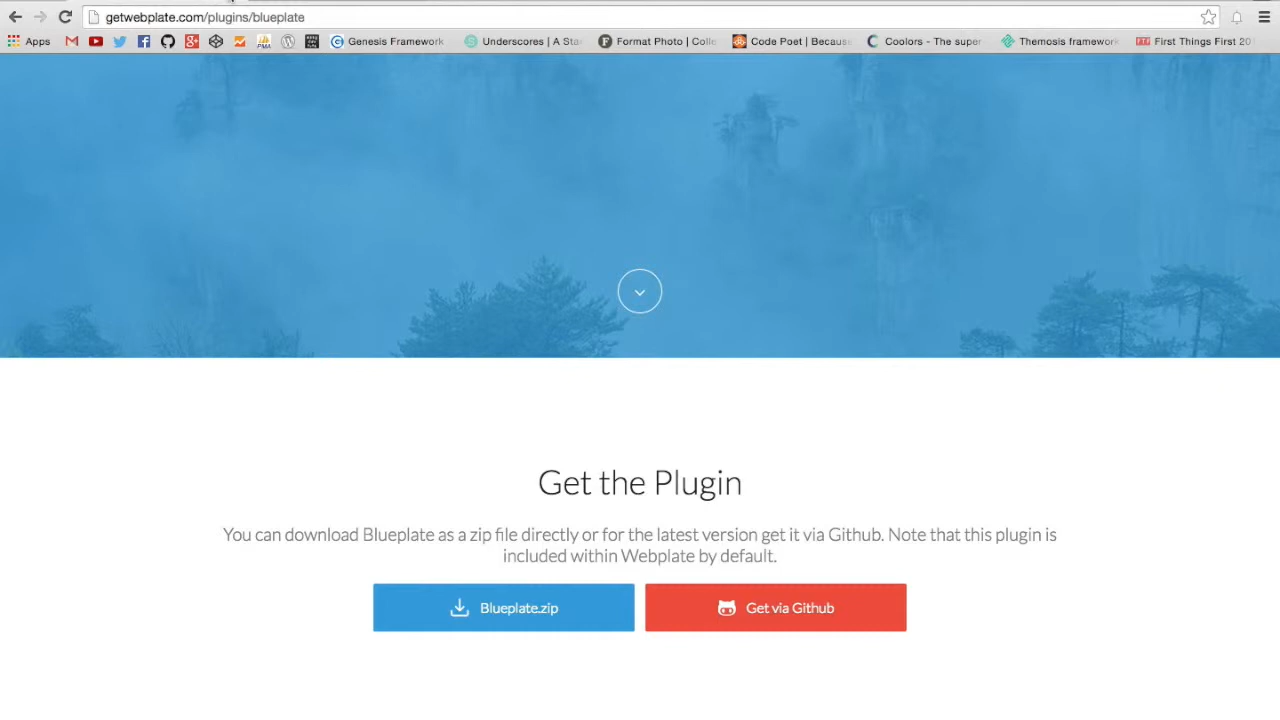 getwebplate.com/plugins/blueplate
Apps
Genesis Framework
Underscores | A Sta
Format Photo | Colle
Code Poet | Because
Coolors - The super
Themosis framework
First Things First 20
Get the Plugin
You can download Blueplate as a zip file directly or for the latest version get it via Github. Note that this plugin is
included within Webplate by default.
Blueplate.zip
Get via Github